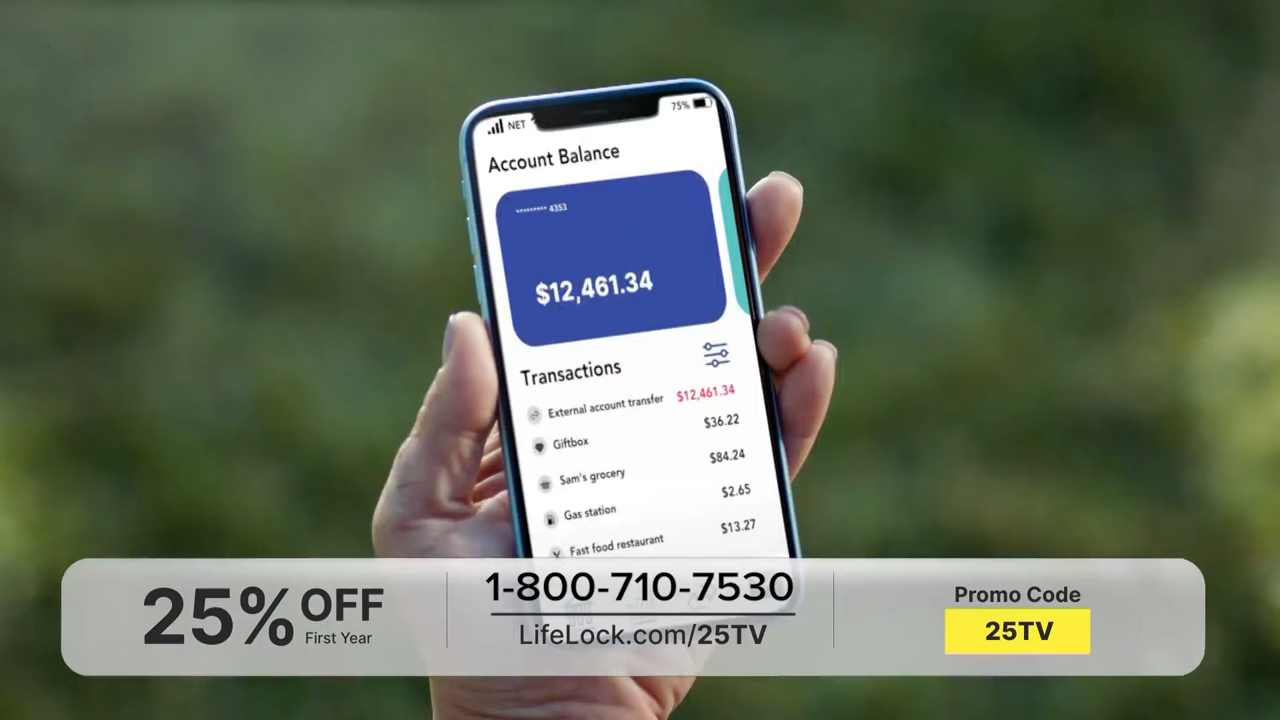 NET
75%
Account Balance
********* 4353
$12,461.34
Transactions
External account transfer $12,461.34
Giftbox $36.22
Sam's grocery $84.24
Gas station $2.65
Fast food restaurant $13.27
25% OFF
First Year
1-800-710-7530
LifeLock.com/25TV
Promo Code
25TV